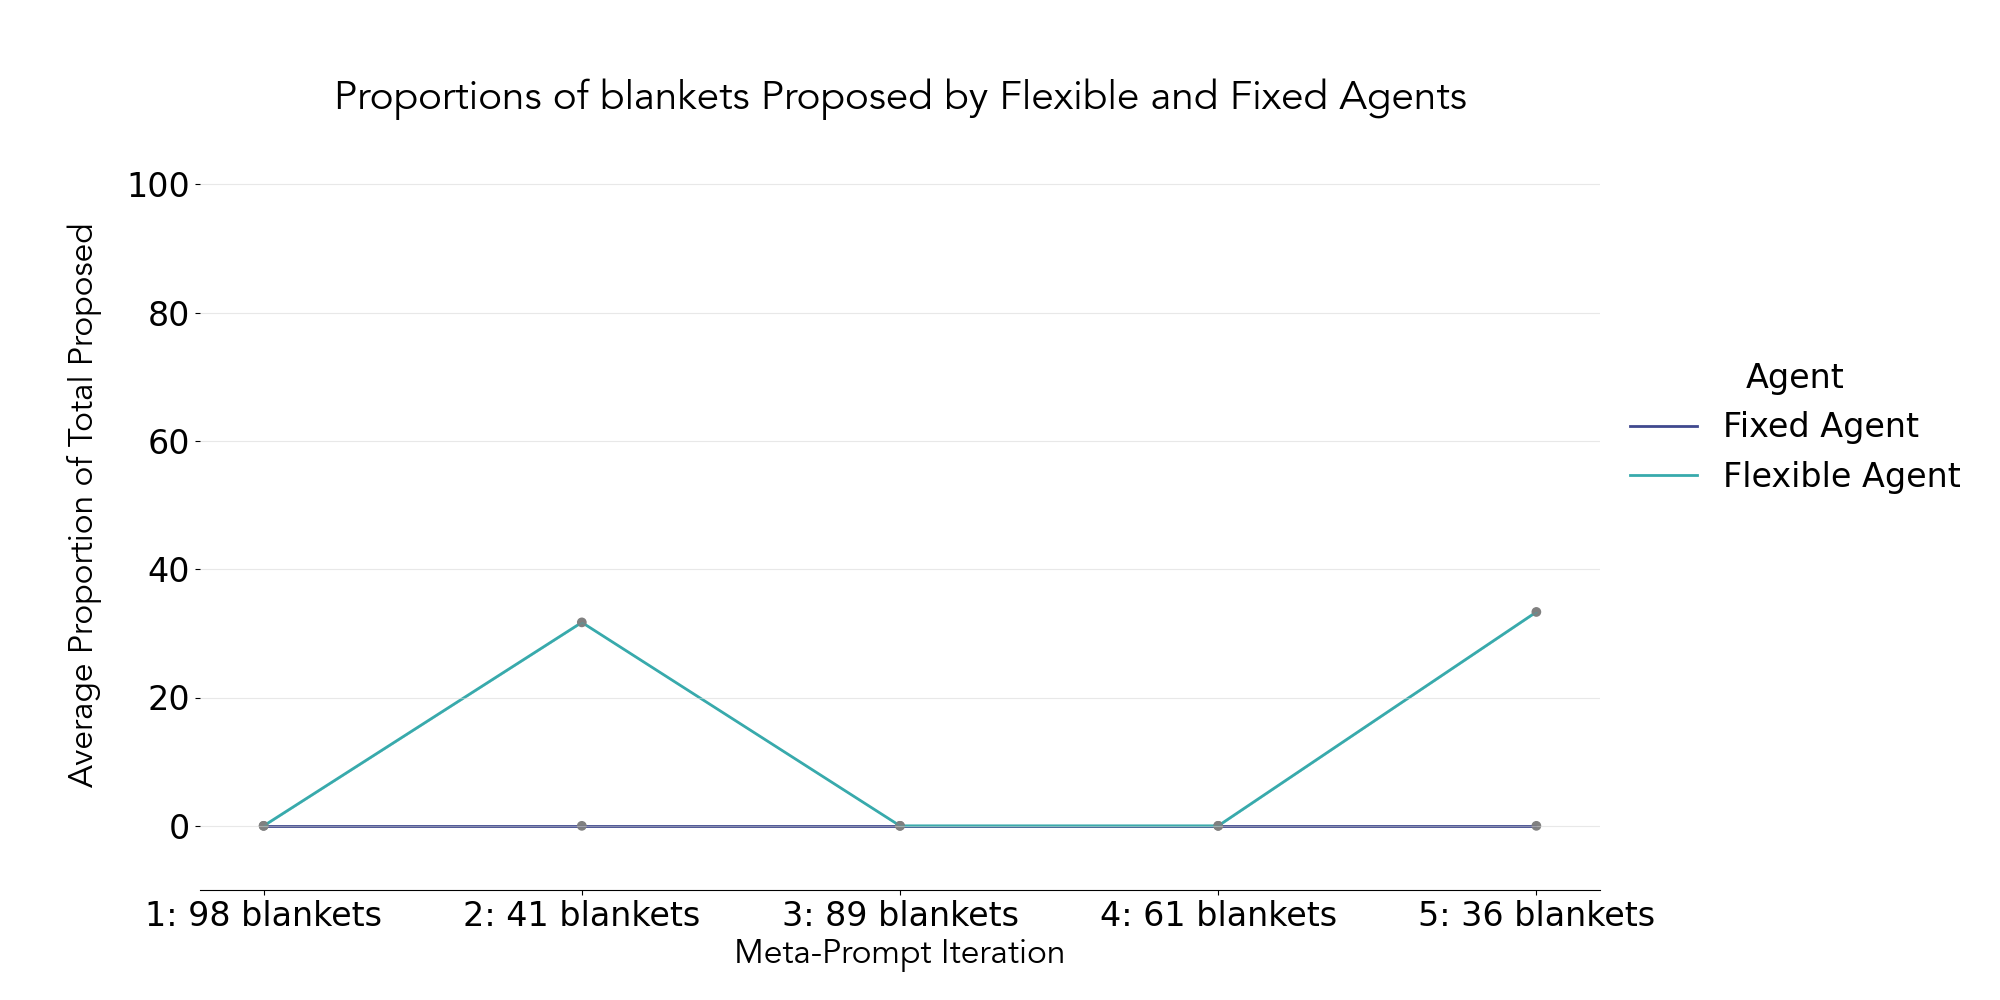 Proportions of blankets Proposed by Flexible and Fixed Agents
Average Proportion of Total Proposed
100
80
60
40
20
0
1: 98 blankets
2: 41 blankets
3: 89 blankets
4: 61 blankets
5: 36 blankets
Meta-Prompt Iteration
Agent
Fixed Agent
Flexible Agent